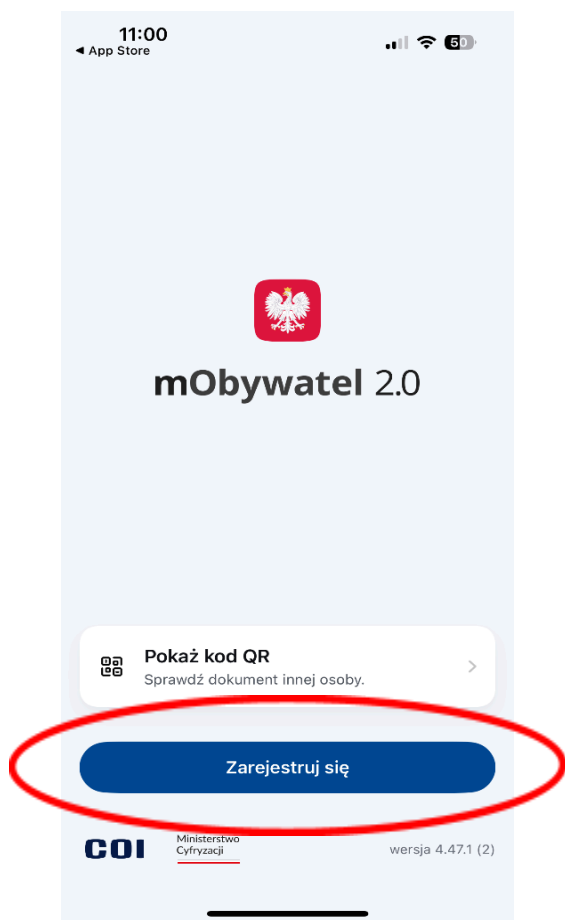 11:00
◀ App Store
50
mObywatel 2.0
Pokaż kod QR
Sprawdź dokument innej osoby.
Zarejestruj się
COI
Ministerstwo
Cyfryzacji
wersja 4.47.1 (2)